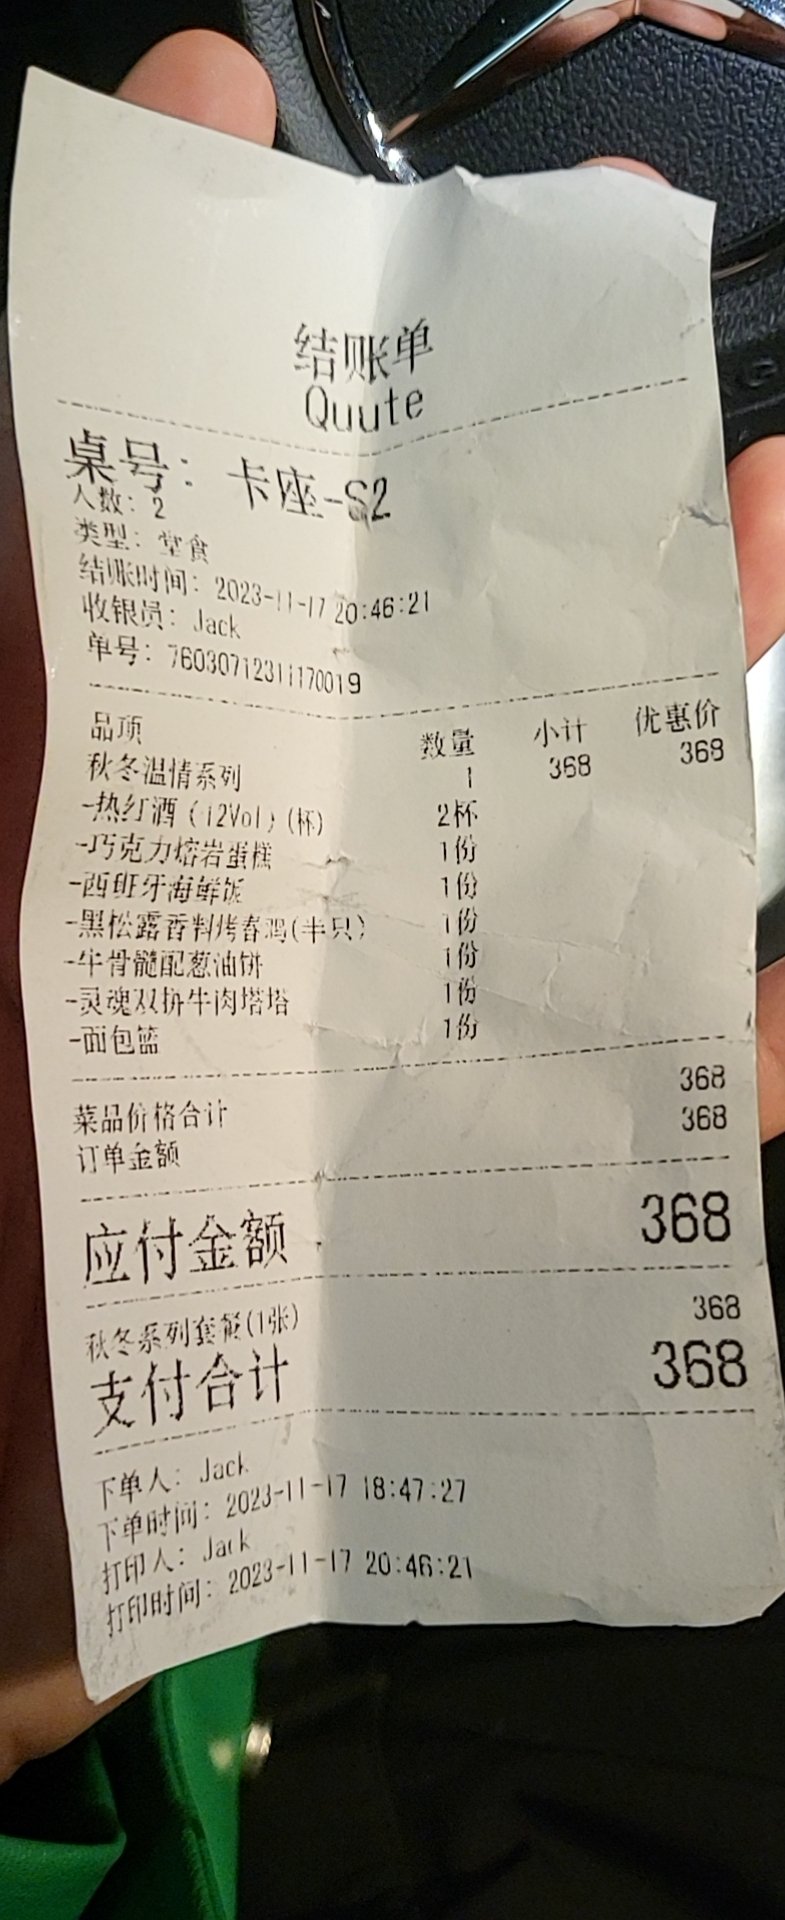 结账单
Quute
桌号: 卡座-S2
人数: 2
类型: 堂食
结账时间: 2023-11-17 20:46:21
收银员: Jack
单号: 76030712311170019
品项 数量 小计 优惠价
秋冬温情系列 1 368 368
-热红酒 (12Vol) (杯) 2杯
-巧克力熔岩蛋糕 1份
-西班牙海鲜饭 1份
-黑松露香料烤春鸡(半只) 1份
-牛骨髓配葱油饼 1份
-灵魂双拼牛肉塔塔 1份
-面包篮 1份
菜品价格合计 368
订单金额 368
应付金额 368
秋冬系列套餐(1张) 368
支付合计 368
下单人: Jack
下单时间: 2023-11-17 18:47:27
打印人: Jack
打印时间: 2023-11-17 20:46:21